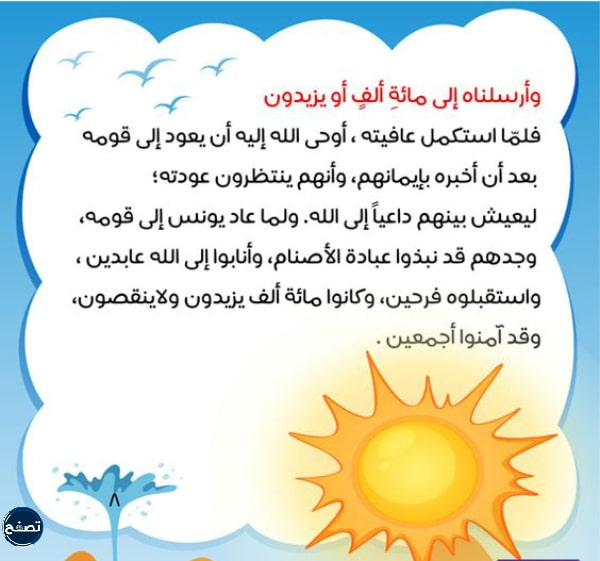 وأرسلناه إلى مائةِ ألفٍ أو يزيدون
فلمّا استكمل عافيته ، أوحى الله إليه أن يعود إلى قومه
بعد أن أخبره بإيمانهم، وأنهم ينتظرون عودته؛
ليعيش بينهم داعياً إلى الله. ولما عاد يونس إلى قومه،
وجدهم قد نبذوا عبادة الأصنام، وأنابوا إلى الله عابدين ،
واستقبلوه فرحين، وكانوا مائة ألف يزيدون ولاينقصون،
وقد آمنوا أجمعين .
٨
تصفح